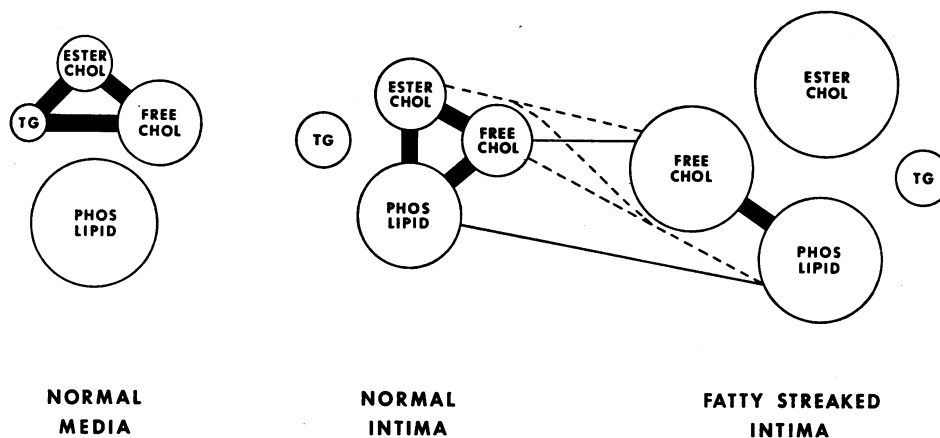 ESTER
CHOL
TG
FREE
CHOL
PHOS
LIPID
NORMAL
MEDIA
TG
ESTER
CHOL
FREE
CHOL
PHOS
LIPID
NORMAL
INTIMA
ESTER
CHOL
FREE
CHOL
TG
PHOS
LIPID
FATTY STREAKED
INTIMA